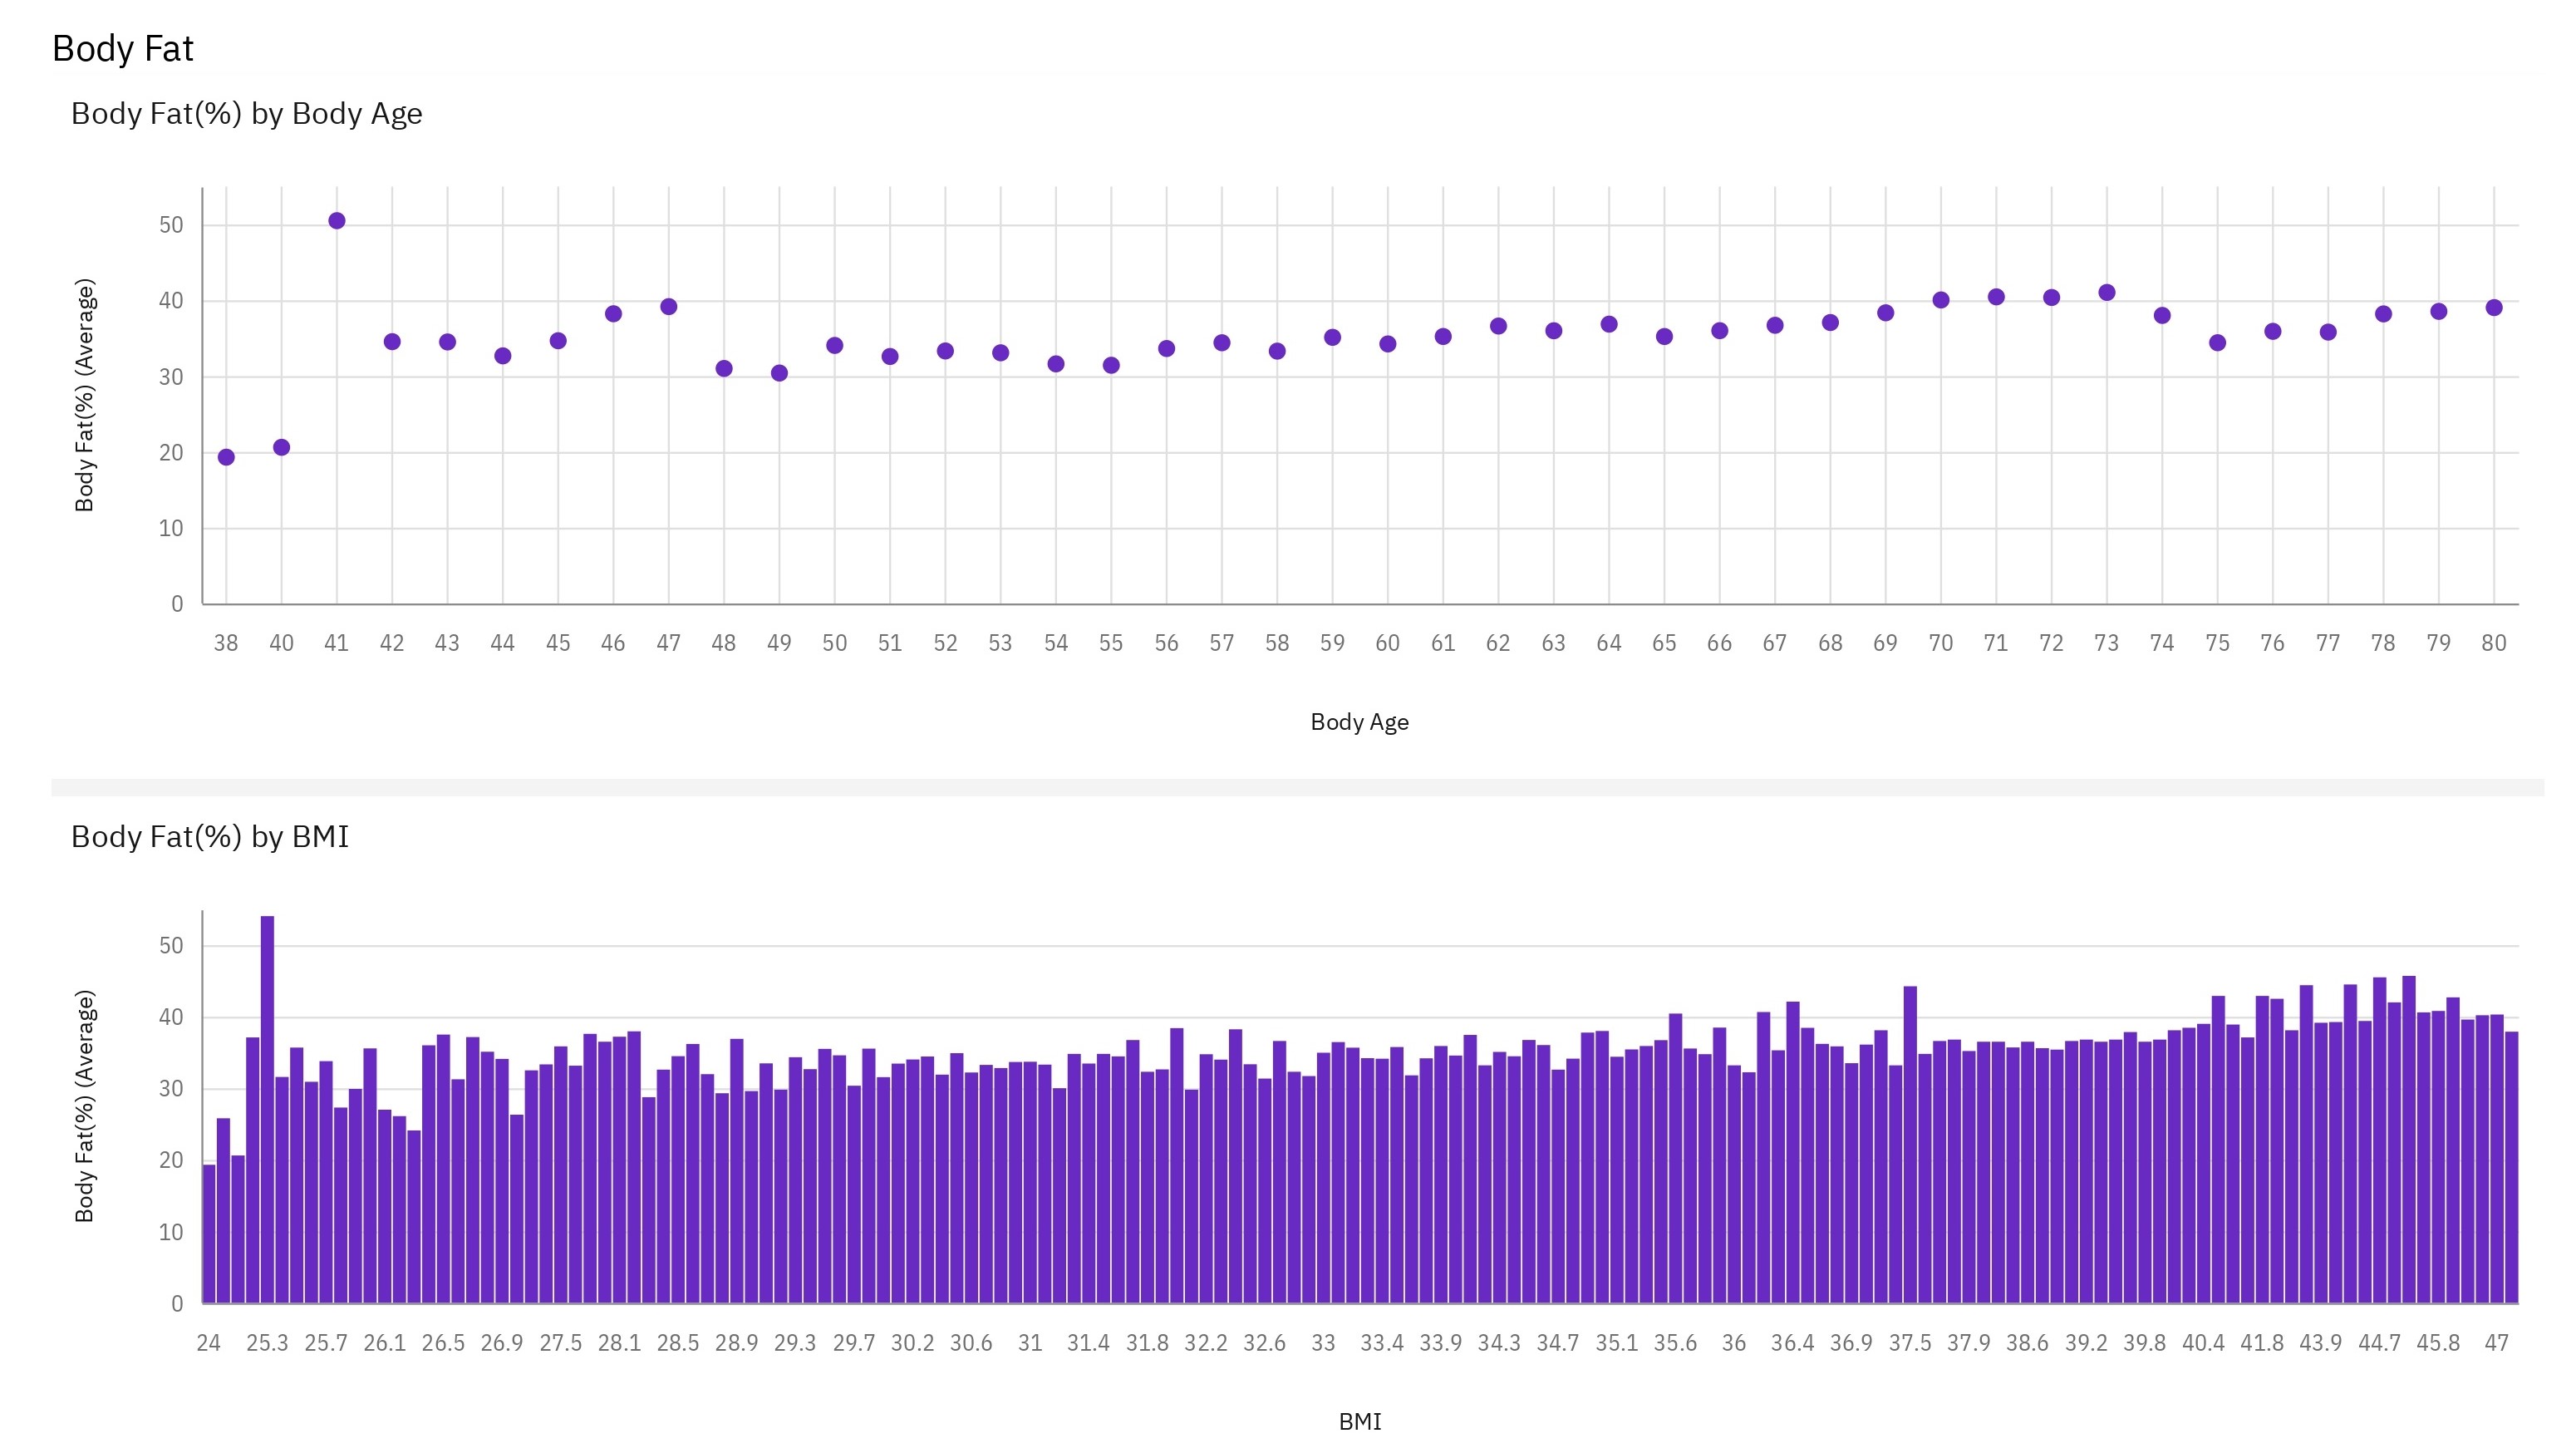 Body Fat
Body Fat(%) by Body Age
Body Fat(%) (Average)
50
40
30
20
10
0
38 40 41 42 43 44 45 46 47 48 49 50 51 52 53 54 55 56 57 58 59 60 61 62 63 64 65 66 67 68 69 70 71 72 73 74 75 76 77 78 79 80
Body Age
Body Fat(%) by BMI
Body Fat(%) (Average)
50
40
30
20
10
0
24 25.3 25.7 26.1 26.5 26.9 27.5 28.1 28.5 28.9 29.3 29.7 30.2 30.6 31 31.4 31.8 32.2 32.6 33 33.4 33.9 34.3 34.7 35.1 35.6 36 36.4 36.9 37.5 37.9 38.6 39.2 39.8 40.4 41.8 43.9 44.7 45.8 47
BMI